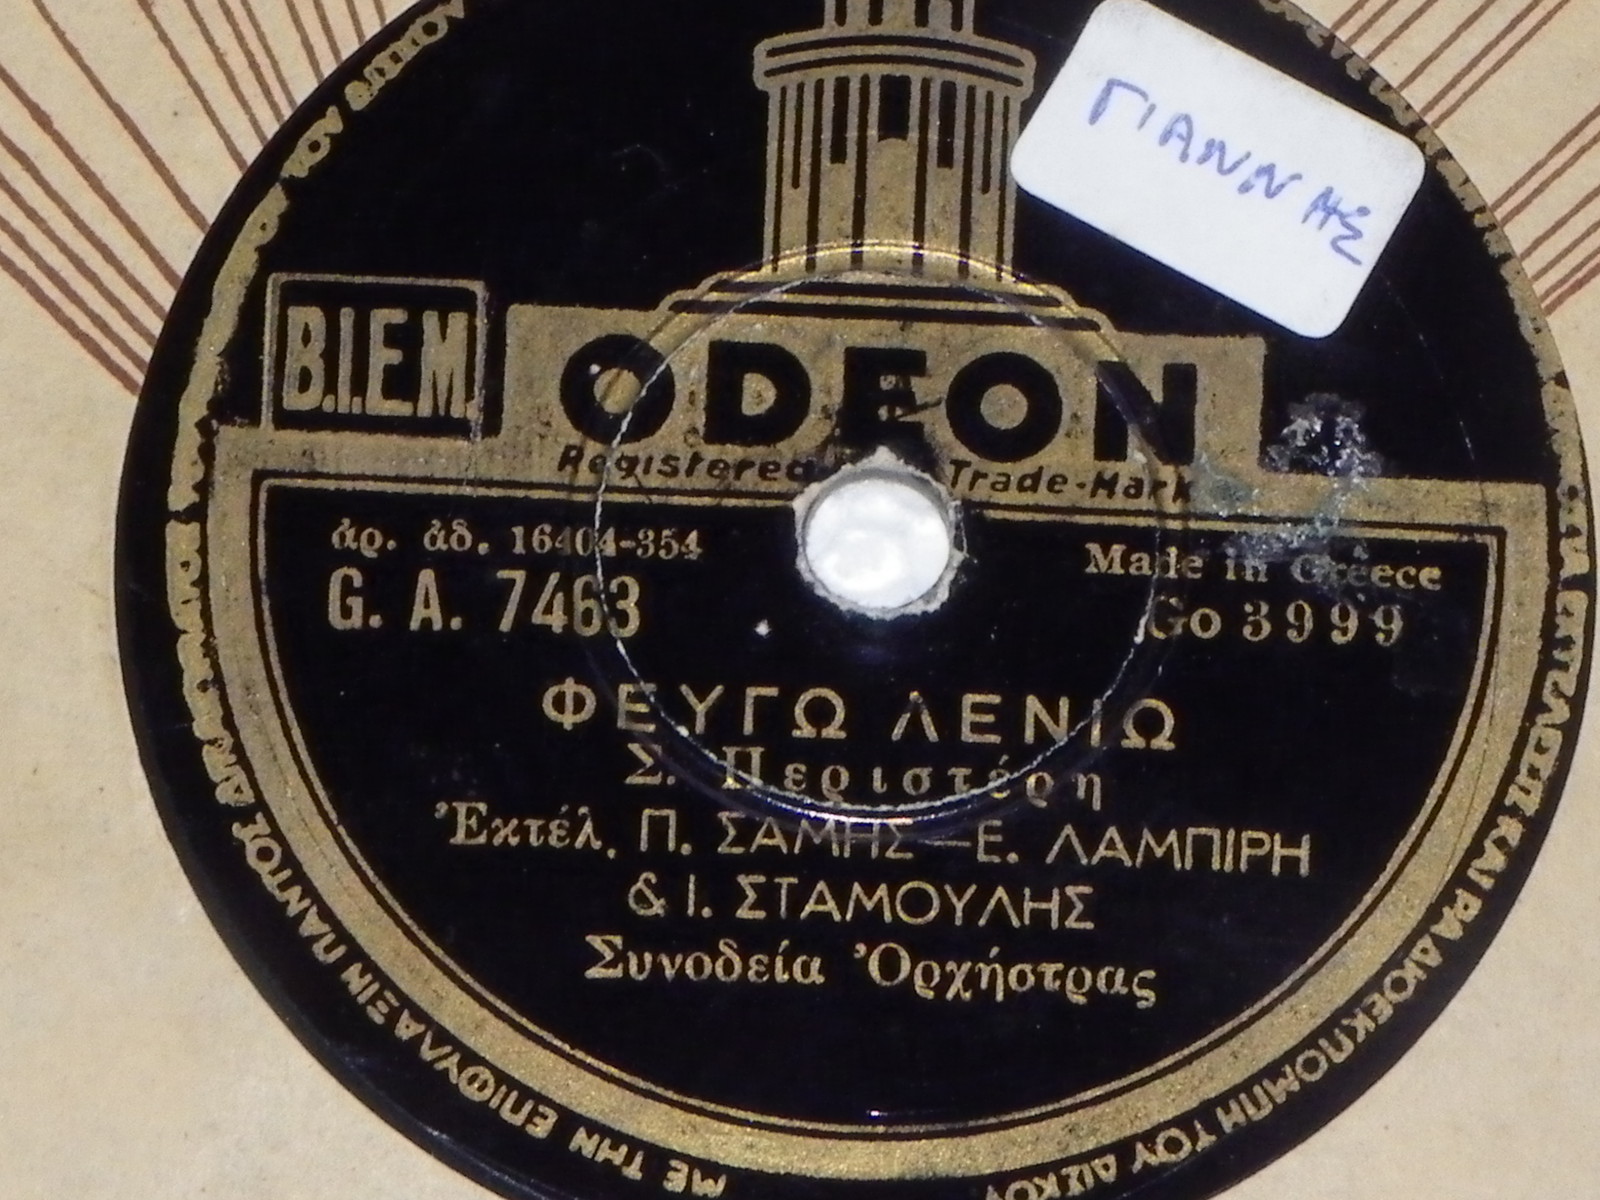 ΓΙΑΝΝΗΣ
B.I.E.M.
ODEON
Registered Trade-Mark
ἀρ. ἀδ. 16404-354
Made in Greece
G. A. 7463
Go 3999
ΦΕΥΓΩ ΛΕΝΙΩ
Σ. Περιστέρη
Ἐκτέλ. Π. ΣΑΜΗΣ — Ε. ΛΑΜΠΙΡΗ
& Ι. ΣΤΑΜΟΥΛΗΣ
Συνοδεία Ὀρχήστρας
ΜΕ ΤΗΝ ΕΠΙΦΥΛΑΞΙΝ ΠΑΝΤΟΣ
ΚΑΙ ΡΑΔΙΟΕΚΠΟΜΠΗ ΤΟΥ ΔΙΣΚΟΥ